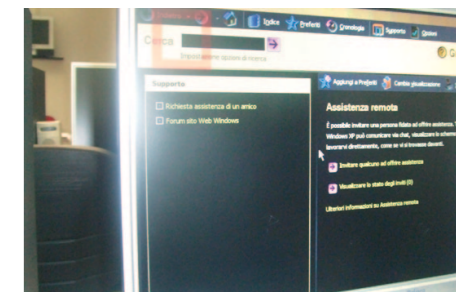 Indice Preferiti Cronologia Supporto Opzioni
Cerca
Impostazione opzioni di ricerca
Supporto
Richiesta assistenza di un amico
Forum sito Web Windows
Aggiungi a Preferiti Cambia visualizzazione
Assistenza remota
È possibile invitare una persona fidata ad offrire assistenza.
Windows XP può comunicare via chat, visualizzare lo schermo
lavorarvi direttamente, come se vi si trovasse davanti.
Invitare qualcuno ad offrire assistenza
Visualizzare lo stato degli inviti (0)
Ulteriori informazioni su Assistenza remota